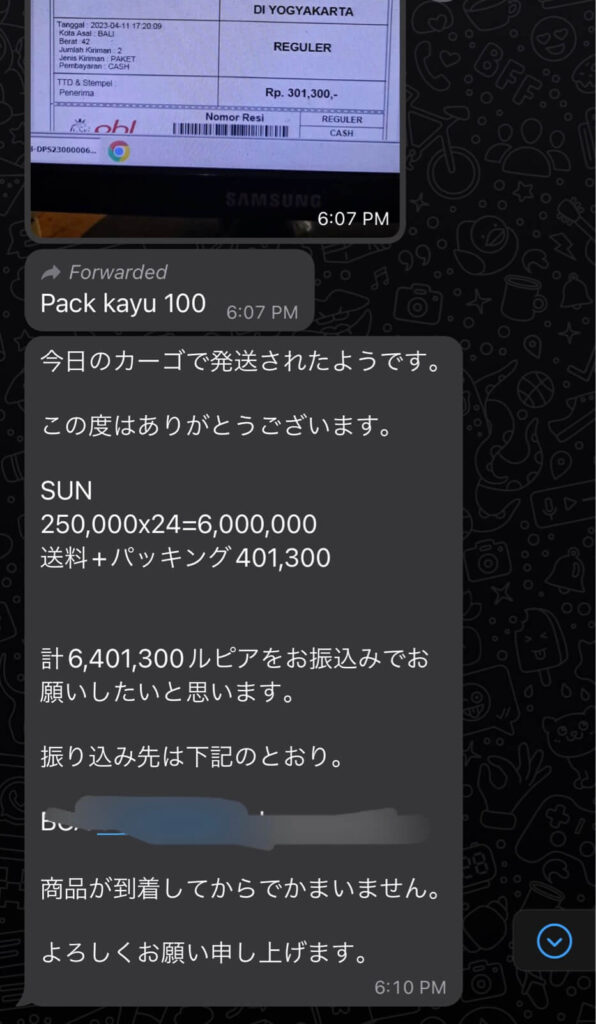 DI YOGYAKARTA
Tanggal : 2023-04-11 17:20:09
Kota Asal : BALI
Berat 42
Jumlah Kiriman : 2
Jenis Kiriman : PAKET
Pembayaran : CASH
REGULER
TTD & Stempel
Penerima
Rp. 301,300,-
Nomor Resi
REGULER
CASH
SAMSUNG
6:07 PM
Forwarded
Pack kayu 100 6:07 PM
今日のカーゴで発送されたようです。
この度はありがとうございます。
SUN
250,000x24=6,000,000
送料＋パッキング401,300
計6,401,300ルピアをお振込みでお
願いしたいと思います。
振り込み先は下記のとおり。
商品が到着してからでかまいません。
よろしくお願い申し上げます。
6:10 PM